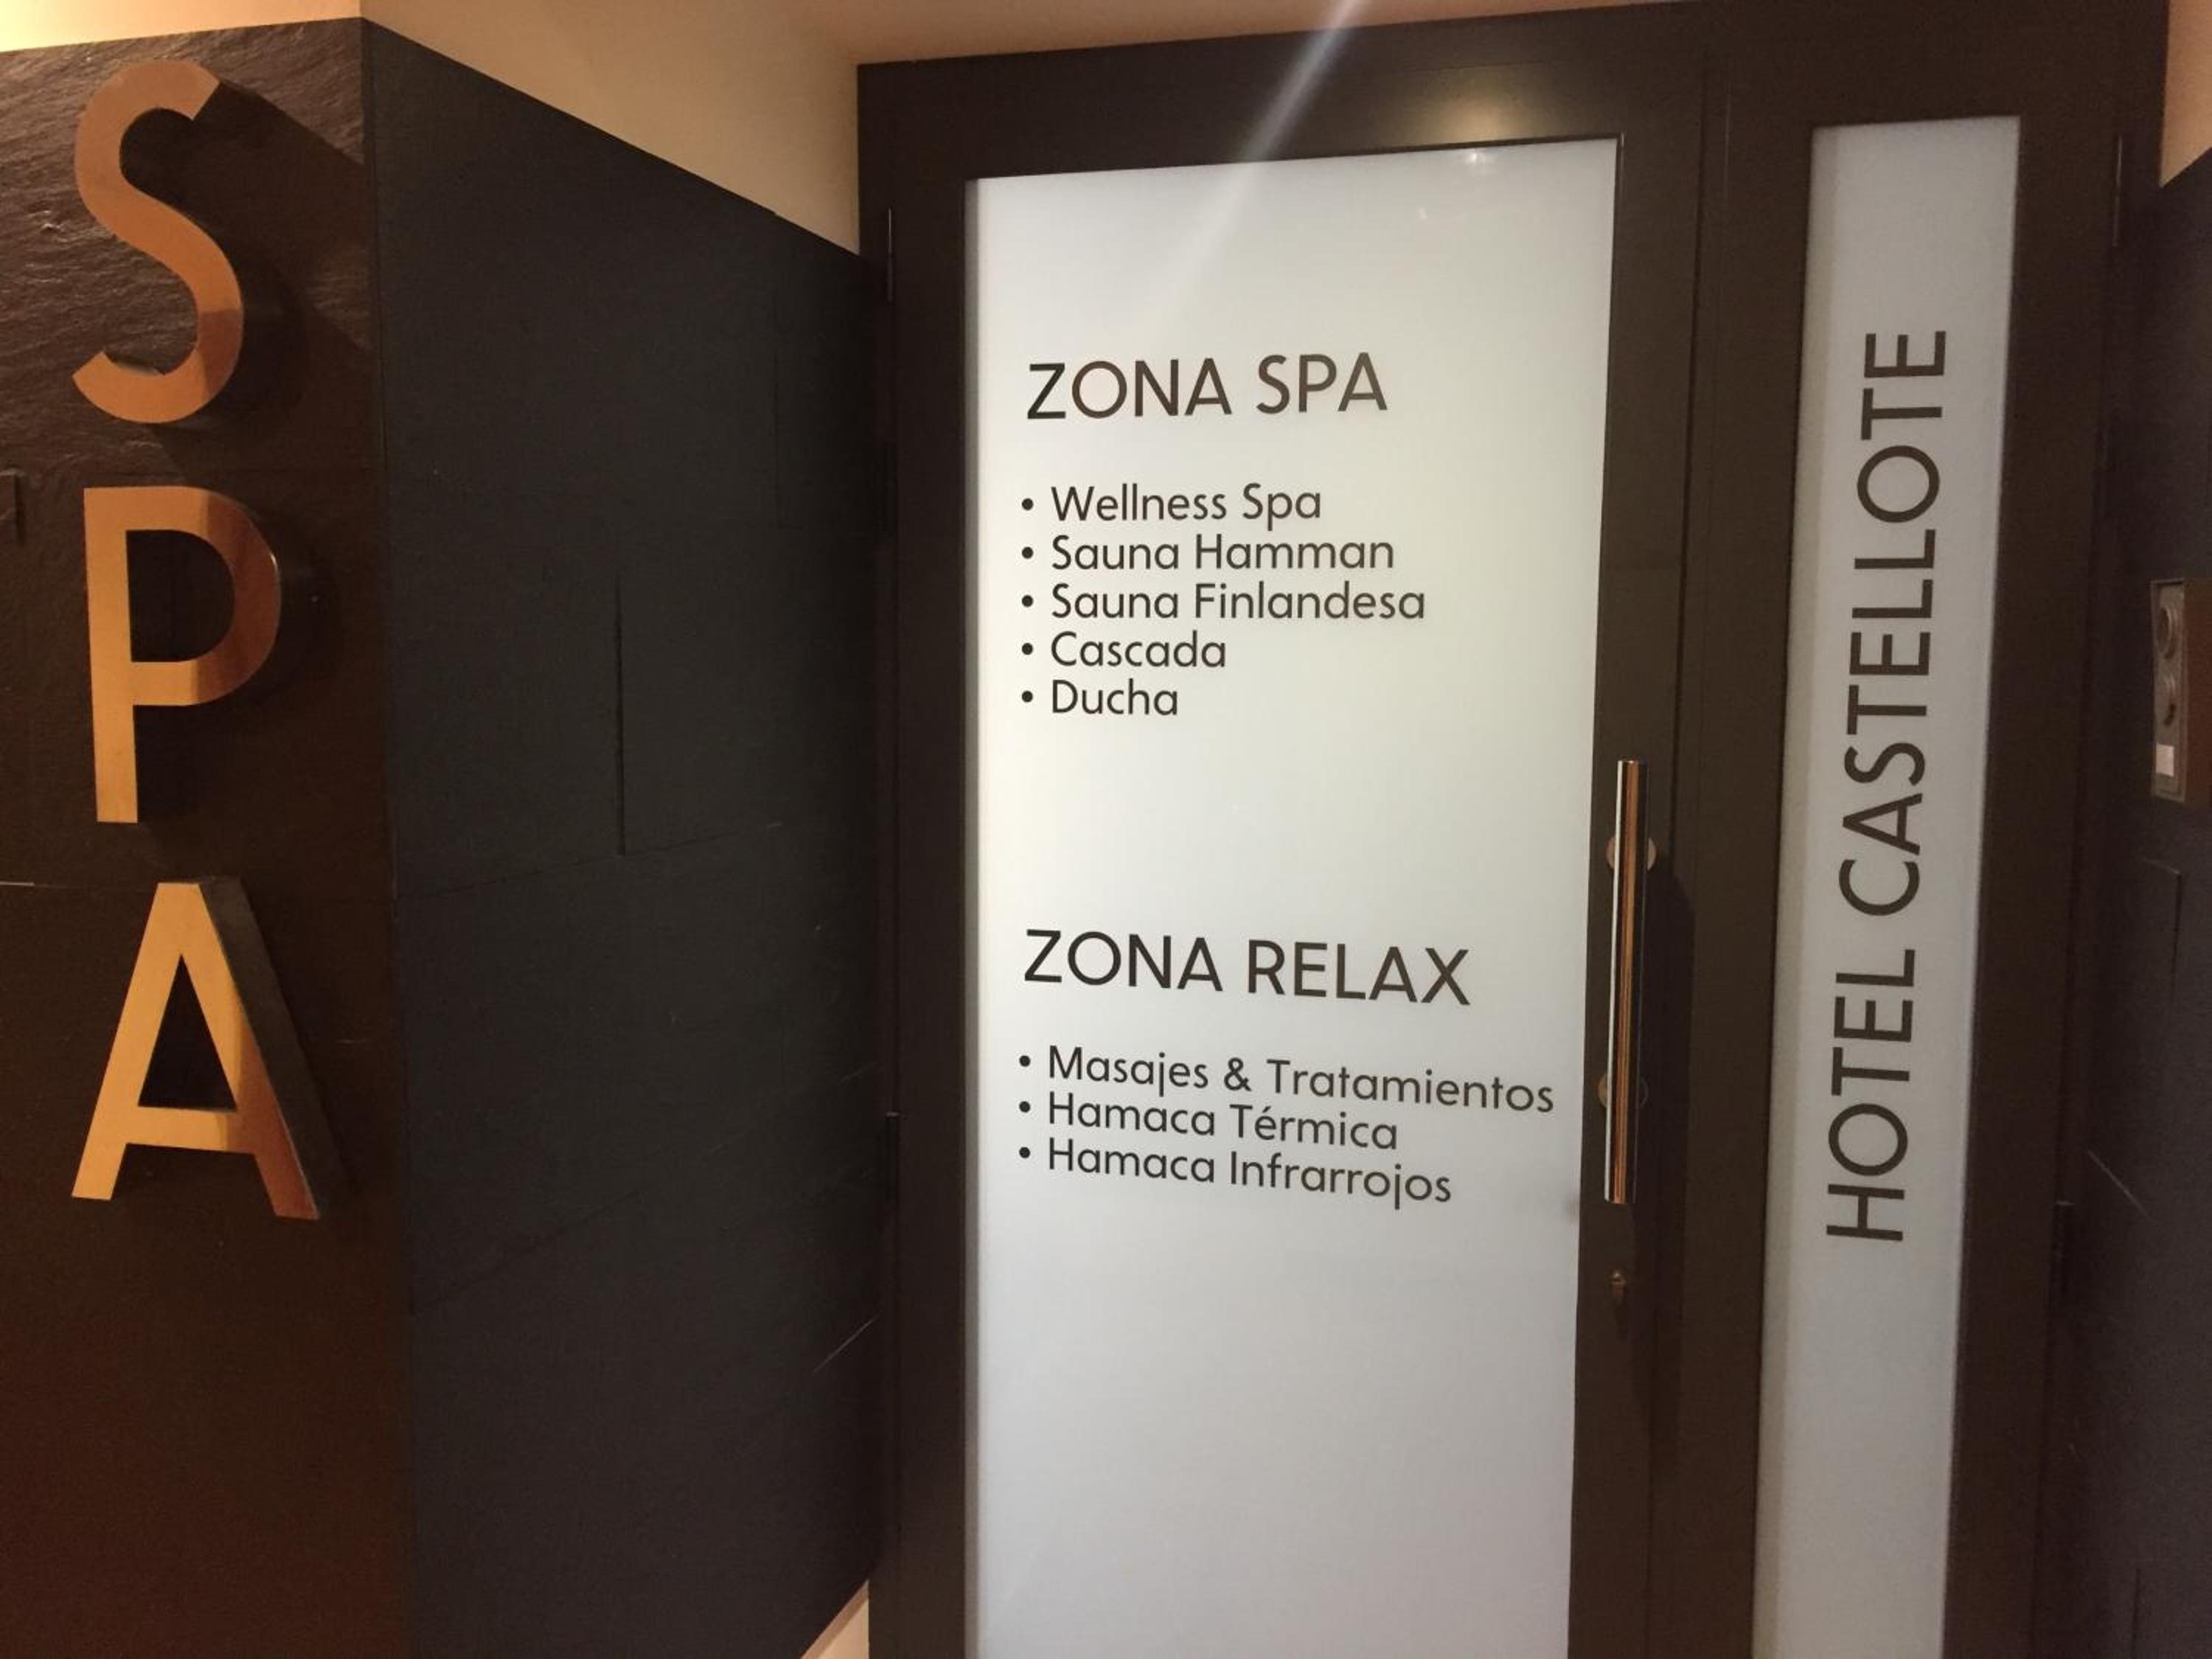 SPA
ZONA SPA
• Wellness Spa
• Sauna Hamman
• Sauna Finlandesa
• Cascada
• Ducha
ZONA RELAX
• Masajes & Tratamientos
• Hamaca Térmica
• Hamaca Infrarrojos
HOTEL CASTELLOTE